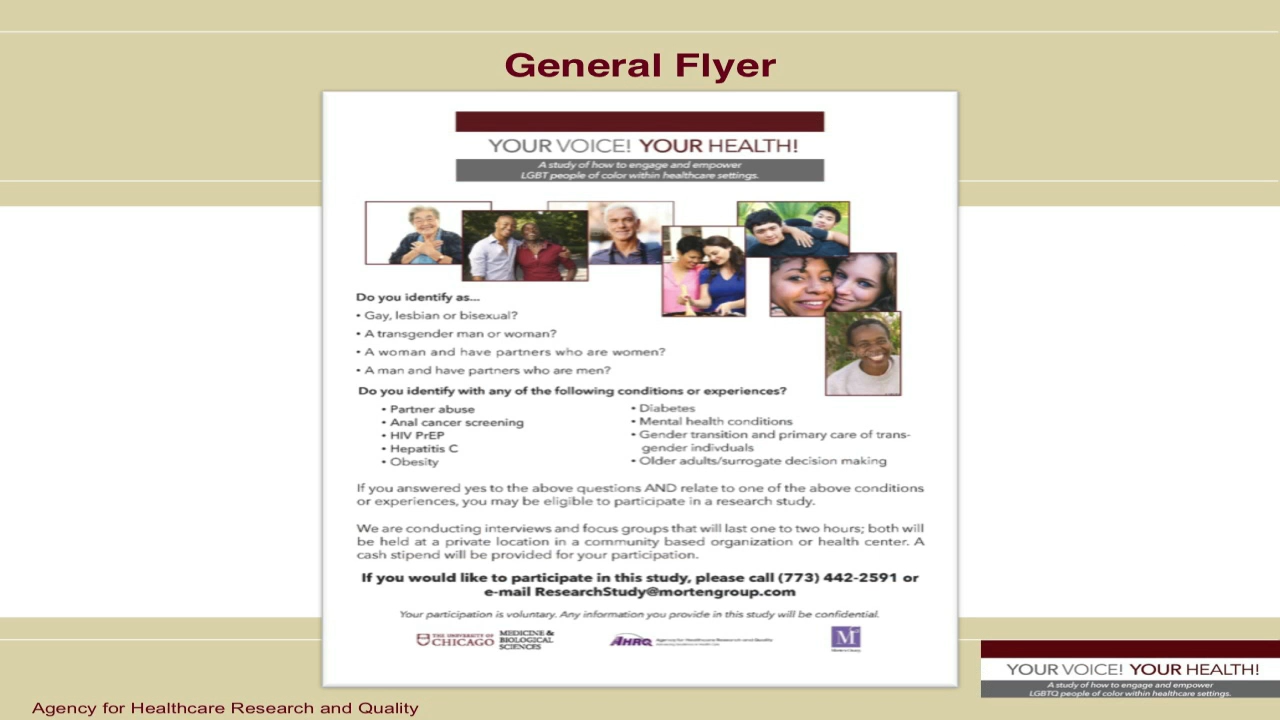 General Flyer
YOUR VOICE! YOUR HEALTH!
A study of how to engage and empower
LGBT people of color within healthcare settings.
Do you identify as...
• Gay, lesbian or bisexual?
• A transgender man or woman?
• A woman and have partners who are women?
• A man and have partners who are men?
Do you identify with any of the following conditions or experiences?
• Partner abuse
• Anal cancer screening
• HIV PrEP
• Hepatitis C
• Obesity
• Diabetes
• Mental health conditions
• Gender transition and primary care of trans-
gender indivduals
• Older adults/surrogate decision making
If you answered yes to the above questions AND relate to one of the above conditions
or experiences, you may be eligible to participate in a research study.
We are conducting interviews and focus groups that will last one to two hours; both will
be held at a private location in a community based organization or health center. A
cash stipend will be provided for your participation.
If you would like to participate in this study, please call (773) 442-2591 or
e-mail ResearchStudy@mortengroup.com
Your participation is voluntary. Any information you provide in this study will be confidential.
THE UNIVERSITY OF
CHICAGO
MEDICINE &
BIOLOGICAL
SCIENCES
AHRQ
Agency for Healthcare Research and Quality
M
YOUR VOICE! YOUR HEALTH!
A study of how to engage and empower
LGBTQ people of color within healthcare settings.
Agency for Healthcare Research and Quality